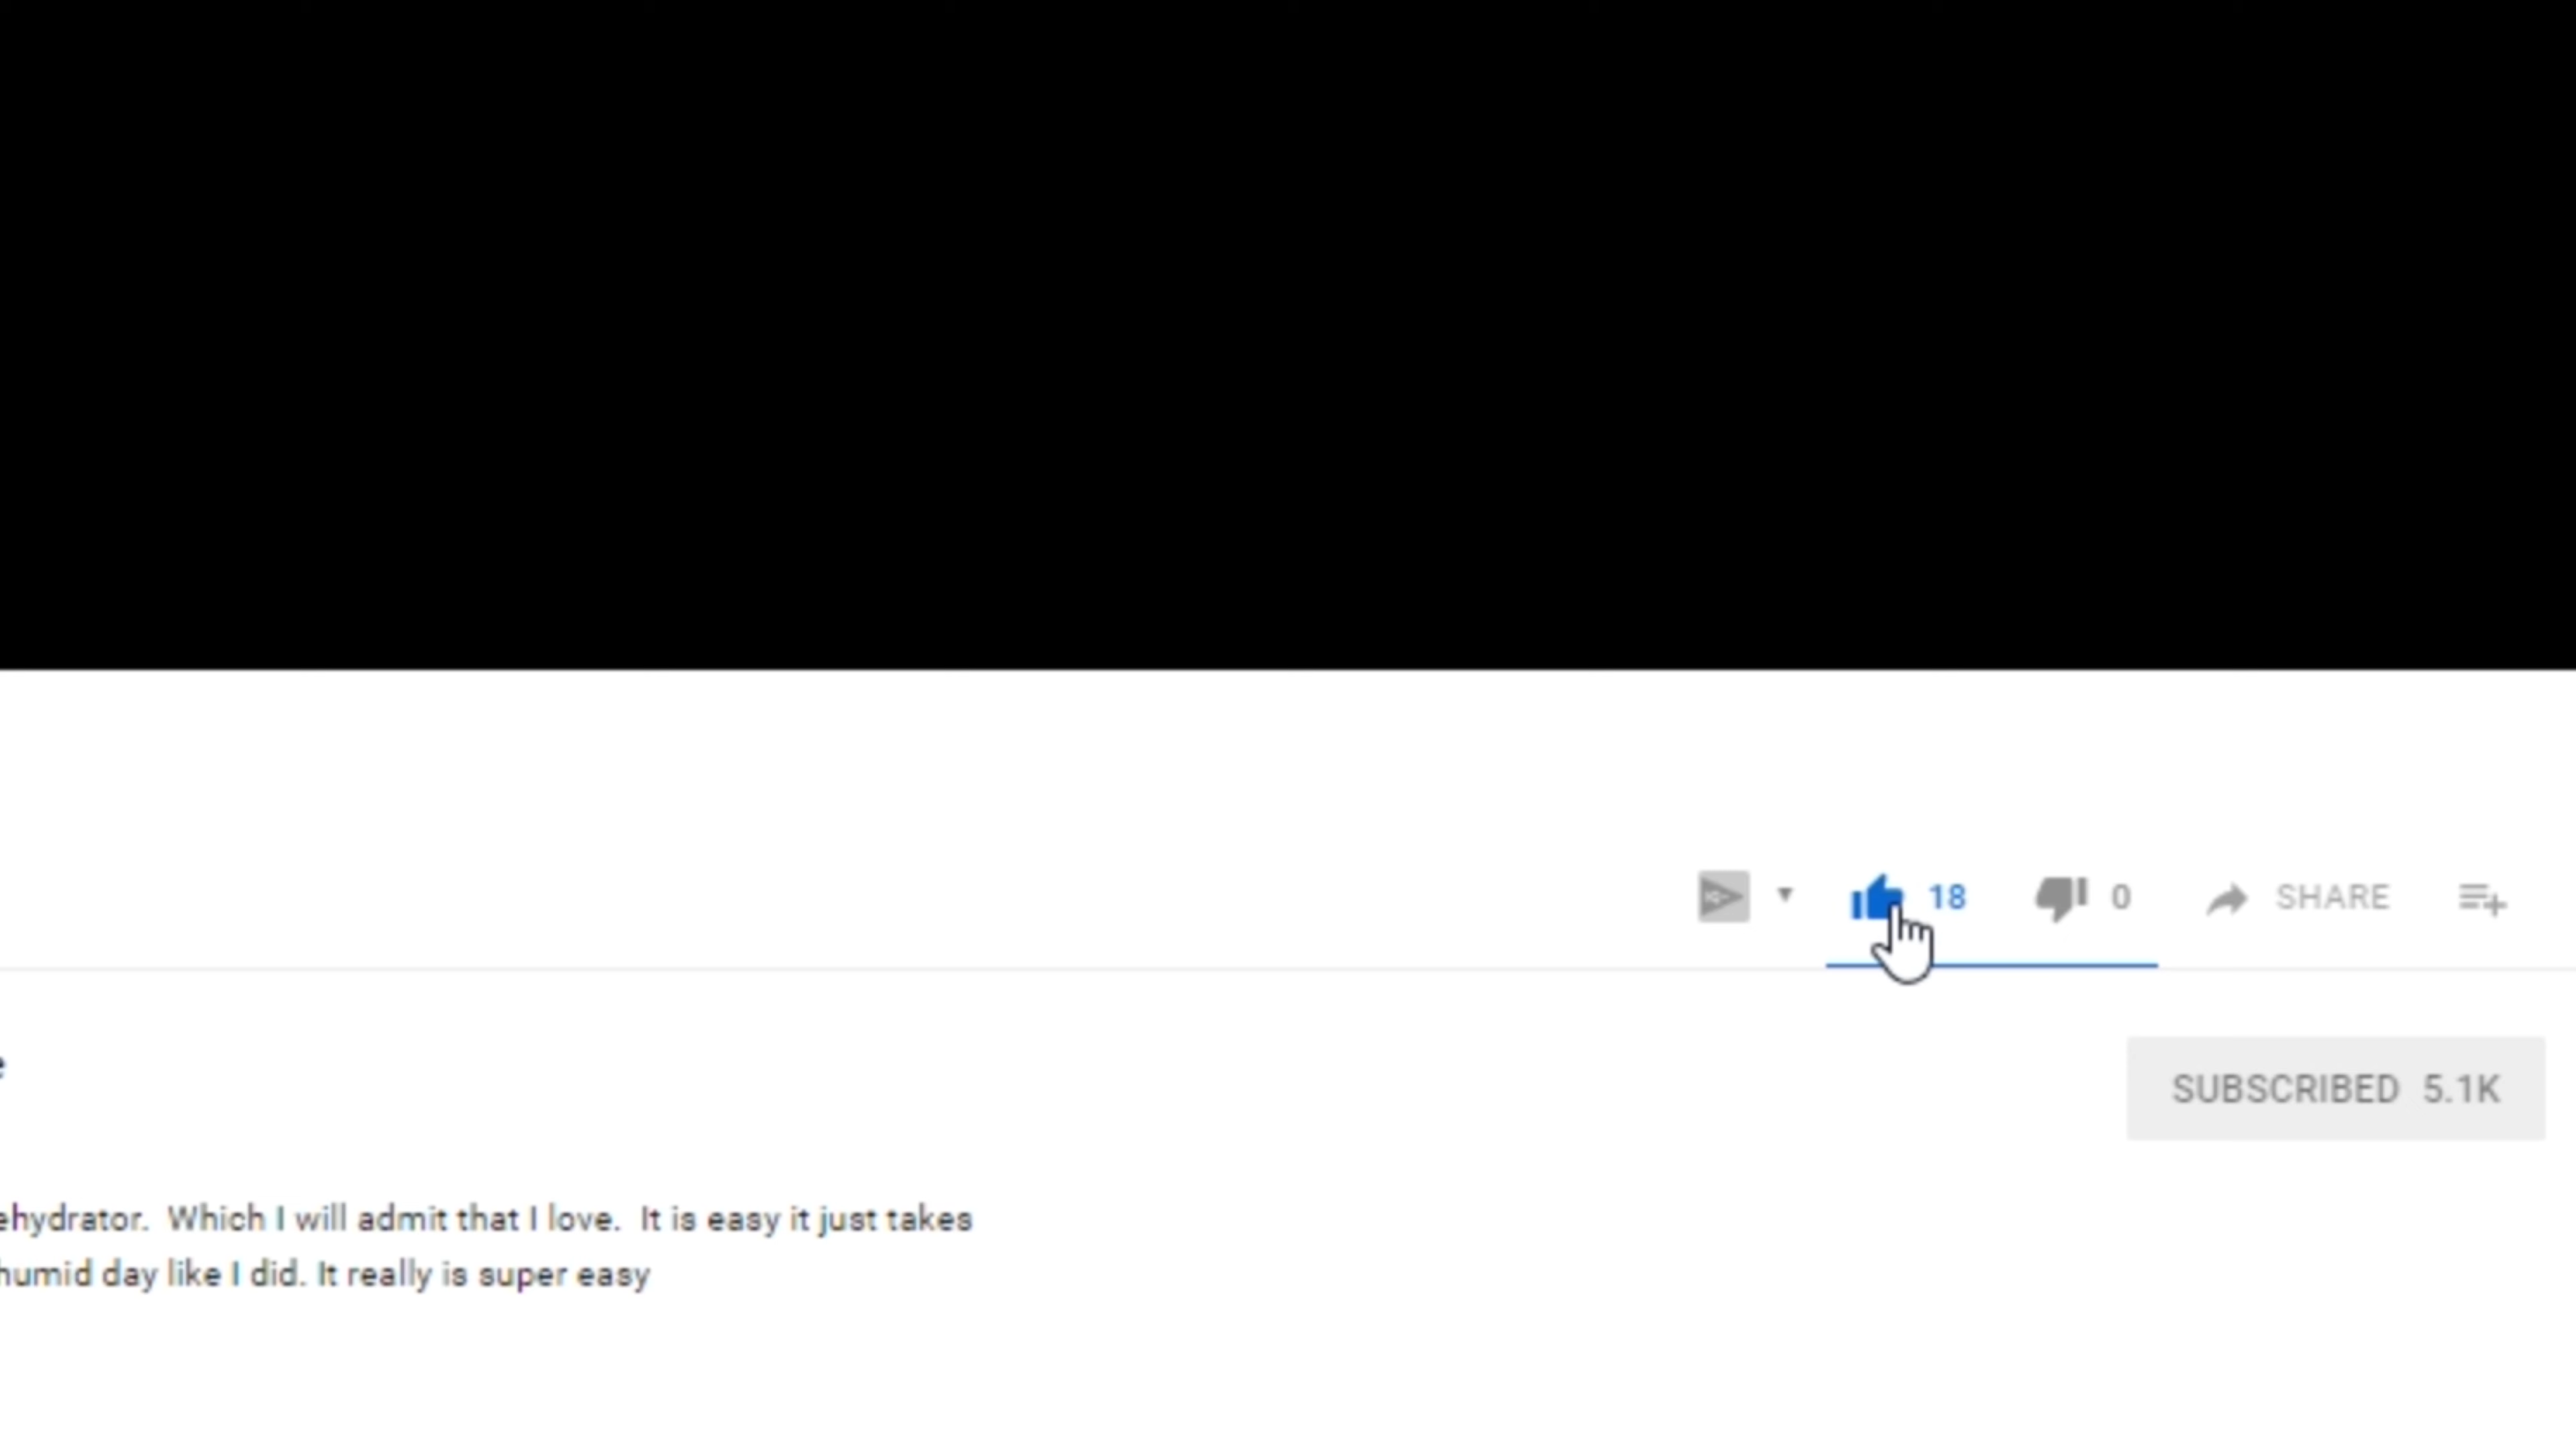 18 0 SHARE
SUBSCRIBED 5.1K
ehydrator. Which I will admit that I love. It is easy it just takes
humid day like I did. It really is super easy